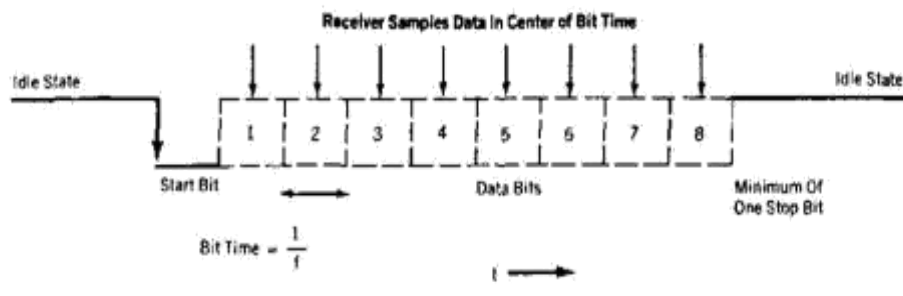 Receiver Samples Data In Center of Bit Time
Idle State
Idle State
1 2 3 4 5 6 7 8
Start Bit
Data Bits
Minimum Of
One Stop Bit
Bit Time = 1/f
t